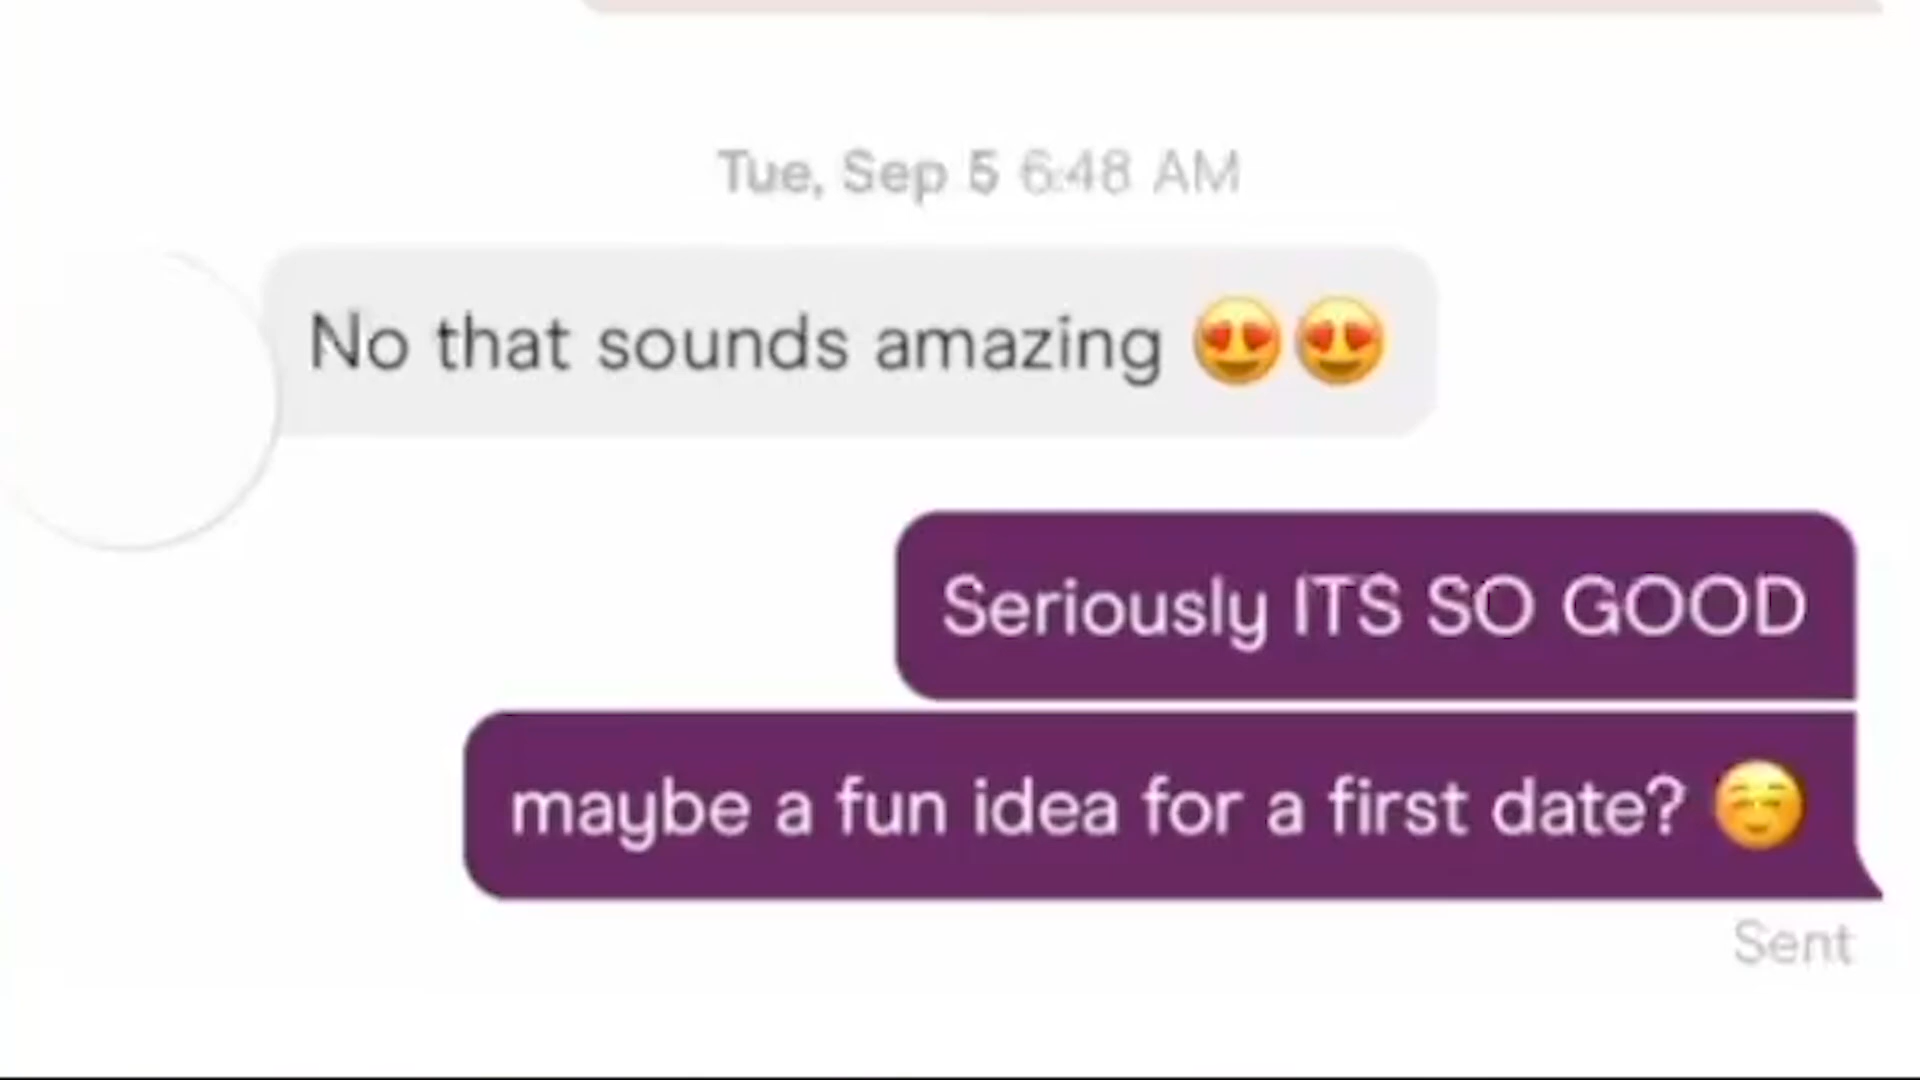 Tue, Sep 5 6:48 AM
No that sounds amazing 😍😍
Seriously ITS SO GOOD
maybe a fun idea for a first date? ☺️
Sent